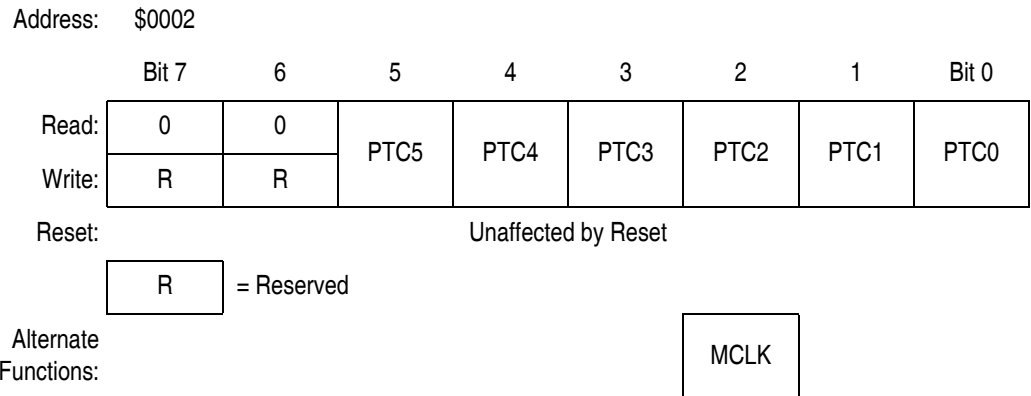 Address: $0002
Bit 7 6 5 4 3 2 1 Bit 0
Read: 0 0 PTC5 PTC4 PTC3 PTC2 PTC1 PTC0
Write: R R
Reset: Unaffected by Reset
R = Reserved
Alternate
Functions: MCLK